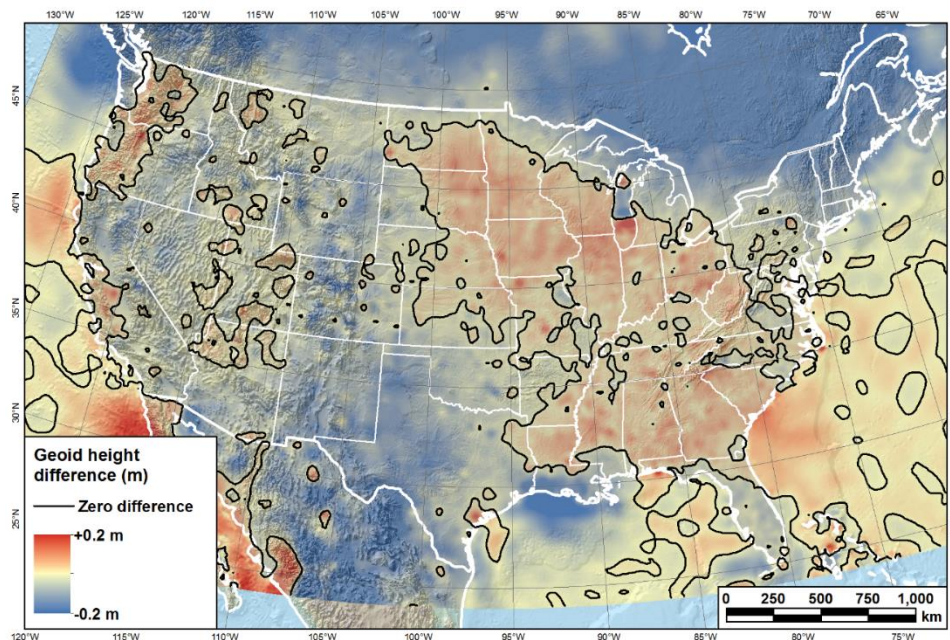 130°W 125°W 120°W 115°W 110°W 105°W 100°W 95°W 90°W 85°W 80°W 75°W 70°W 65°W
45°N
40°N
35°N
30°N
25°N
Geoid height
difference (m)
Zero difference
+0.2 m
-0.2 m
0 250 500 750 1,000
km
120°W 115°W 110°W 105°W 100°W 95°W 90°W 85°W 80°W 75°W